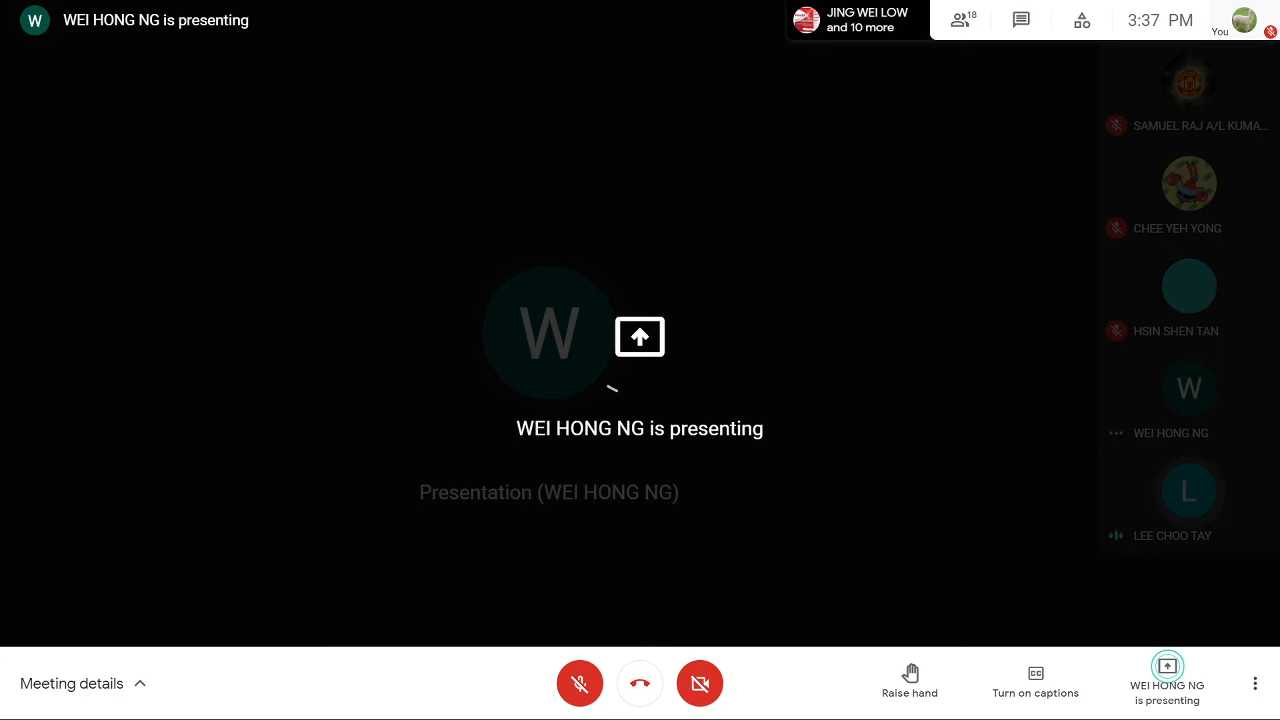 W WEI HONG NG is presenting
JING WEI LOW
and 10 more
18
3:37 PM
You
SAMUEL RAJ A/L KUMA...
CHEE YEH YONG
HSIN SHEN TAN
W
W
WEI HONG NG
WEI HONG NG is presenting
Presentation (WEI HONG NG)
L
LEE CHOO TAY
Meeting details
Raise hand
CC
Turn on captions
WEI HONG NG
is presenting